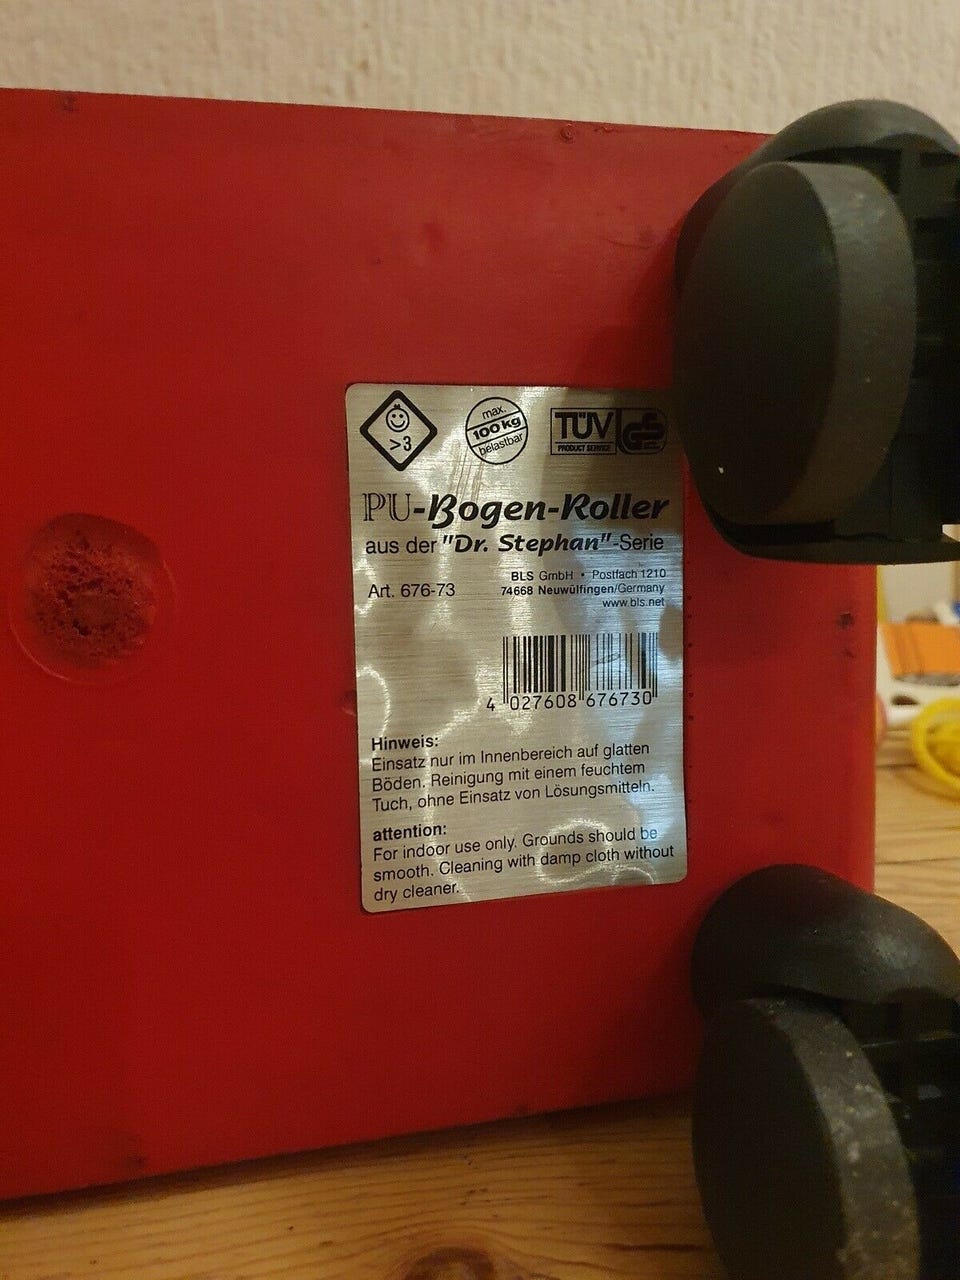 >3
max.
100 kg
belastbar
TÜV
PRODUCT SERVICE
GS
PU-Bogen-Roller
aus der "Dr. Stephan"-Serie
Art. 676-73
BLS GmbH • Postfach 1210
74668 Neuwülfingen/Germany
www.bls.net
4 027608 676730
Hinweis:
Einsatz nur im Innenbereich auf glatten
Böden. Reinigung mit einem feuchtem
Tuch, ohne Einsatz von Lösungsmitteln.
attention:
For indoor use only. Grounds should be
smooth. Cleaning with damp cloth without
dry cleaner.